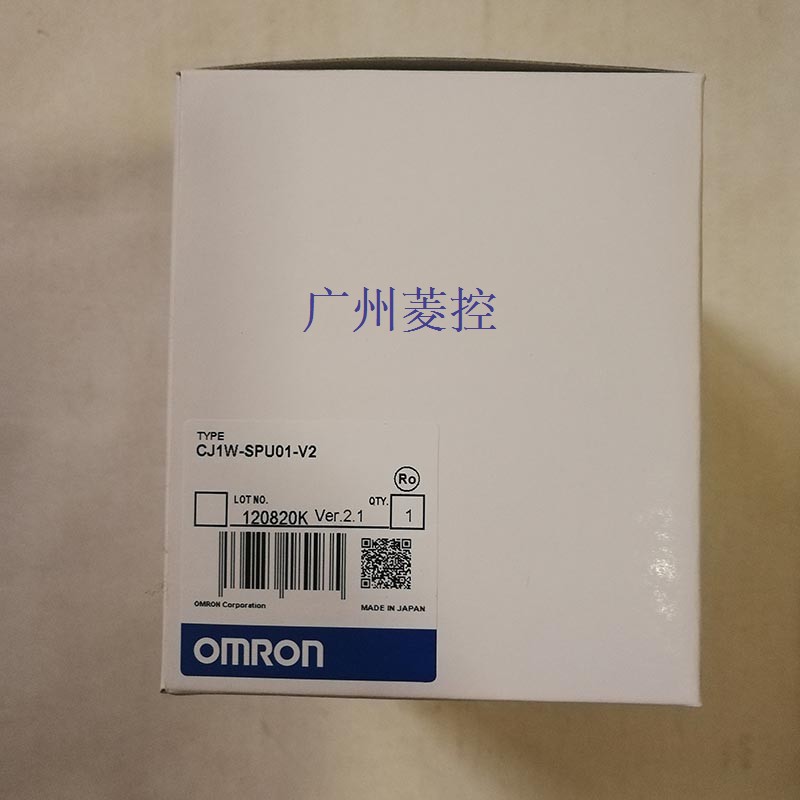 广州菱控
TYPE
CJ1W-SPU01-V2
Ro
LOT NO.
QTY.
120820K Ver.2.1
1
OMRON Corporation
MADE IN JAPAN
OMRON